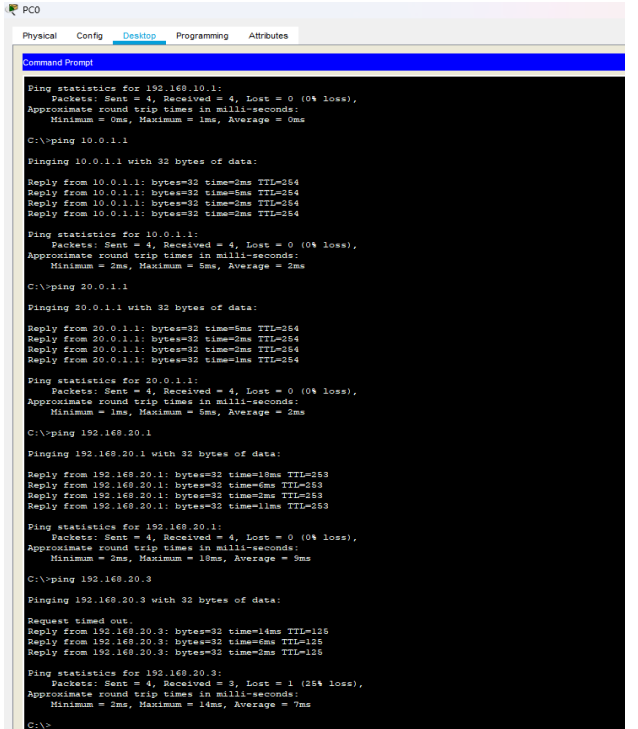 PC0
Physical Config Desktop Programming Attributes
Command Prompt
Ping statistics for 192.168.10.1:
Packets: Sent = 4, Received = 4, Lost = 0 (0% loss),
Approximate round trip times in milli-seconds:
Minimum = 0ms, Maximum = 1ms, Average = 0ms
C:\>ping 10.0.1.1
Pinging 10.0.1.1 with 32 bytes of data:
Reply from 10.0.1.1: bytes=32 time=2ms TTL=254
Reply from 10.0.1.1: bytes=32 time=5ms TTL=254
Reply from 10.0.1.1: bytes=32 time=2ms TTL=254
Reply from 10.0.1.1: bytes=32 time=2ms TTL=254
Ping statistics for 10.0.1.1:
Packets: Sent = 4, Received = 4, Lost = 0 (0% loss),
Approximate round trip times in milli-seconds:
Minimum = 2ms, Maximum = 5ms, Average = 2ms
C:\>ping 20.0.1.1
Pinging 20.0.1.1 with 32 bytes of data:
Reply from 20.0.1.1: bytes=32 time=5ms TTL=254
Reply from 20.0.1.1: bytes=32 time=2ms TTL=254
Reply from 20.0.1.1: bytes=32 time=2ms TTL=254
Reply from 20.0.1.1: bytes=32 time=1ms TTL=254
Ping statistics for 20.0.1.1:
Packets: Sent = 4, Received = 4, Lost = 0 (0% loss),
Approximate round trip times in milli-seconds:
Minimum = 1ms, Maximum = 5ms, Average = 2ms
C:\>ping 192.168.20.1
Pinging 192.168.20.1 with 32 bytes of data:
Reply from 192.168.20.1: bytes=32 time=18ms TTL=253
Reply from 192.168.20.1: bytes=32 time=6ms TTL=253
Reply from 192.168.20.1: bytes=32 time=2ms TTL=253
Reply from 192.168.20.1: bytes=32 time=11ms TTL=253
Ping statistics for 192.168.20.1:
Packets: Sent = 4, Received = 4, Lost = 0 (0% loss),
Approximate round trip times in milli-seconds:
Minimum = 2ms, Maximum = 18ms, Average = 9ms
C:\>ping 192.168.20.3
Pinging 192.168.20.3 with 32 bytes of data:
Request timed out.
Reply from 192.168.20.3: bytes=32 time=14ms TTL=125
Reply from 192.168.20.3: bytes=32 time=6ms TTL=125
Reply from 192.168.20.3: bytes=32 time=2ms TTL=125
Ping statistics for 192.168.20.3:
Packets: Sent = 4, Received = 3, Lost = 1 (25% loss),
Approximate round trip times in milli-seconds:
Minimum = 2ms, Maximum = 14ms, Average = 7ms
C:\>